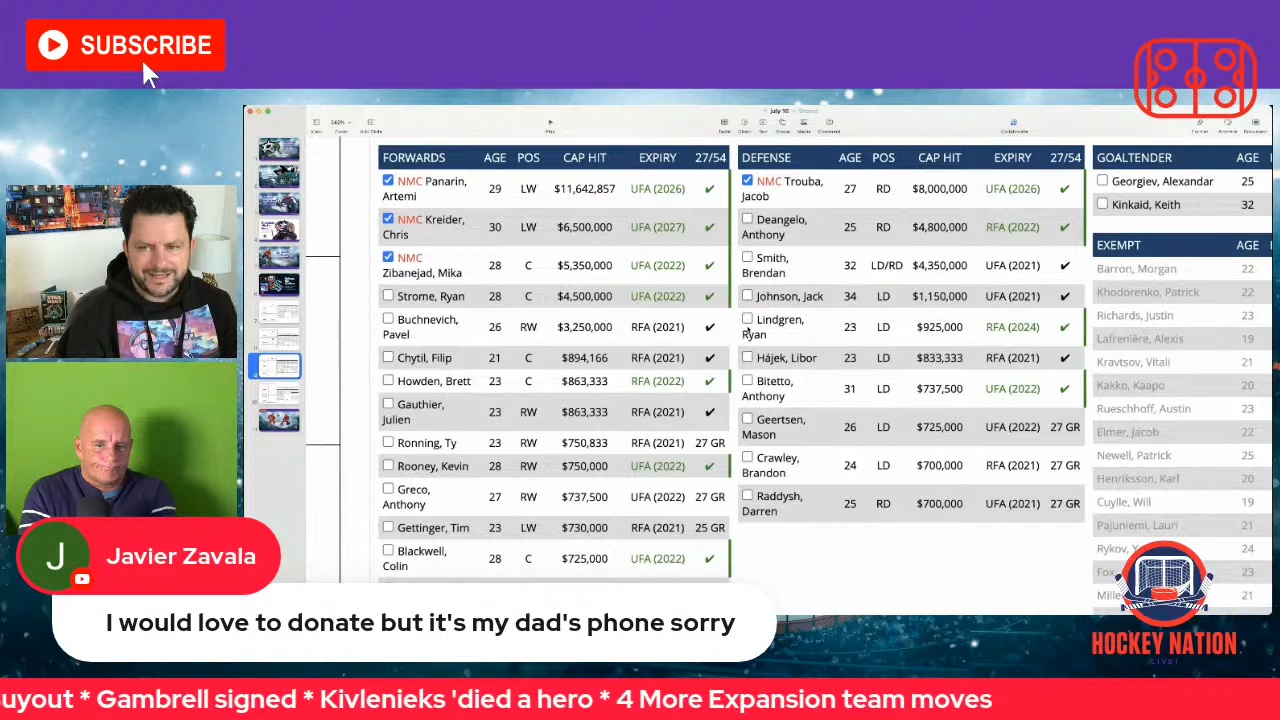 SUBSCRIBE
july 16
FORWARDS AGE POS CAP HIT EXPIRY 27/54
NMC Panarin, Artemi 29 LW $11,642,857 UFA (2026) ✔
NMC Kreider, Chris 30 LW $6,500,000 UFA (2027) ✔
NMC Zibanejad, Mika 28 C $5,350,000 UFA (2022) ✔
Strome, Ryan 28 C $4,500,000 UFA (2022) ✔
Buchnevich, Pavel 26 RW $3,250,000 RFA (2021) ✔
Chytil, Filip 21 C $894,166 RFA (2021) ✔
Howden, Brett 23 C $863,333 RFA (2022) ✔
Gauthier, Julien 23 RW $863,333 RFA (2021) ✔
Ronning, Ty 23 RW $750,833 RFA (2021) 27 GR
Rooney, Kevin 28 RW $750,000 UFA (2022) ✔
Greco, Anthony 27 RW $737,500 UFA (2022) 27 GR
Gettinger, Tim 23 LW $730,000 RFA (2021) 25 GR
Blackwell, Colin 28 C $725,000 UFA (2022) ✔
DEFENSE AGE POS CAP HIT EXPIRY 27/54
NMC Trouba, Jacob 27 RD $8,000,000 UFA (2026) ✔
Deangelo, Anthony 25 RD $4,800,000 RFA (2022) ✔
Smith, Brendan 32 LD/RD $4,350,000 UFA (2021) ✔
Johnson, Jack 34 LD $1,150,000 UFA (2021) ✔
Lindgren, Ryan 23 LD $925,000 RFA (2024) ✔
Hájek, Libor 23 LD $833,333 RFA (2021) ✔
Bitetto, Anthony 31 LD $737,500 UFA (2022) ✔
Geertsen, Mason 26 LD $725,000 UFA (2022) 27 GR
Crawley, Brandon 24 LD $700,000 RFA (2021) 27 GR
Raddysh, Darren 25 RD $700,000 UFA (2021) 27 GR
GOALTENDER AGE
Georgiev, Alexandar 25
Kinkaid, Keith 32
EXEMPT AGE
Barron, Morgan 22
Khodorenko, Patrick 22
Richards, Justin 23
Lafrenière, Alexis 19
Kravtsov, Vitali 21
Kakko, Kaapo 20
Rueschhoff, Austin 23
Elmer, Jacob 22
Newell, Patrick 25
Henriksson, Karl 20
Cuylle, Will 19
Pajuniemi, Lauri 21
Rykov, 24
Fox, 23
Mille 21
J
Javier Zavala
I would love to donate but it's my dad's phone sorry
HOCKEY NATION
LIVE!
uyout * Gambrell signed * Kivlenieks 'died a hero * 4 More Expansion team moves